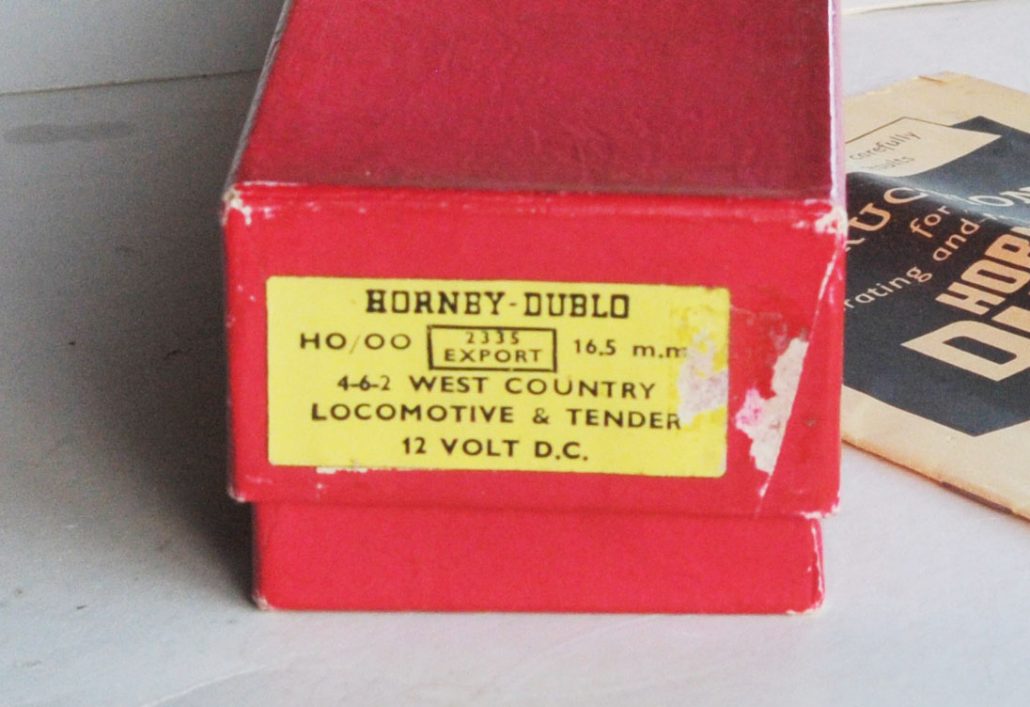 HORNBY-DUBLO
HO/OO 2335 EXPORT 16.5 m.m
4-6-2 WEST COUNTRY
LOCOMOTIVE & TENDER
12 VOLT D.C.
Carefully
for
and